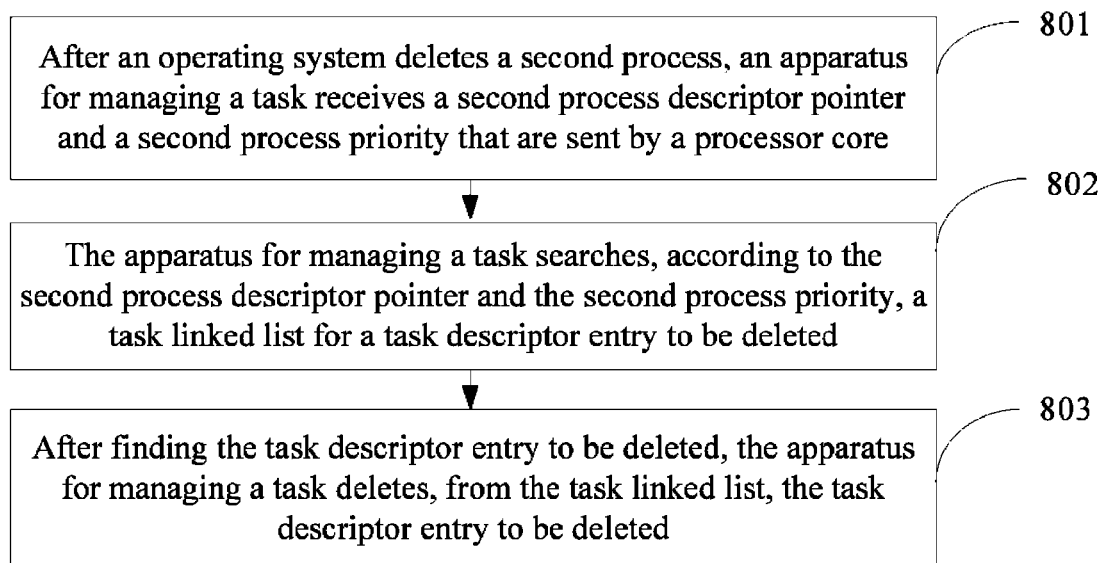 After an operating system deletes a second process, an apparatus
for managing a task receives a second process descriptor pointer
and a second process priority that are sent by a processor core
801
The apparatus for managing a task searches, according to the
second process descriptor pointer and the second process priority, a
task linked list for a task descriptor entry to be deleted
802
After finding the task descriptor entry to be deleted, the apparatus
for managing a task deletes, from the task linked list, the task
descriptor entry to be deleted
803